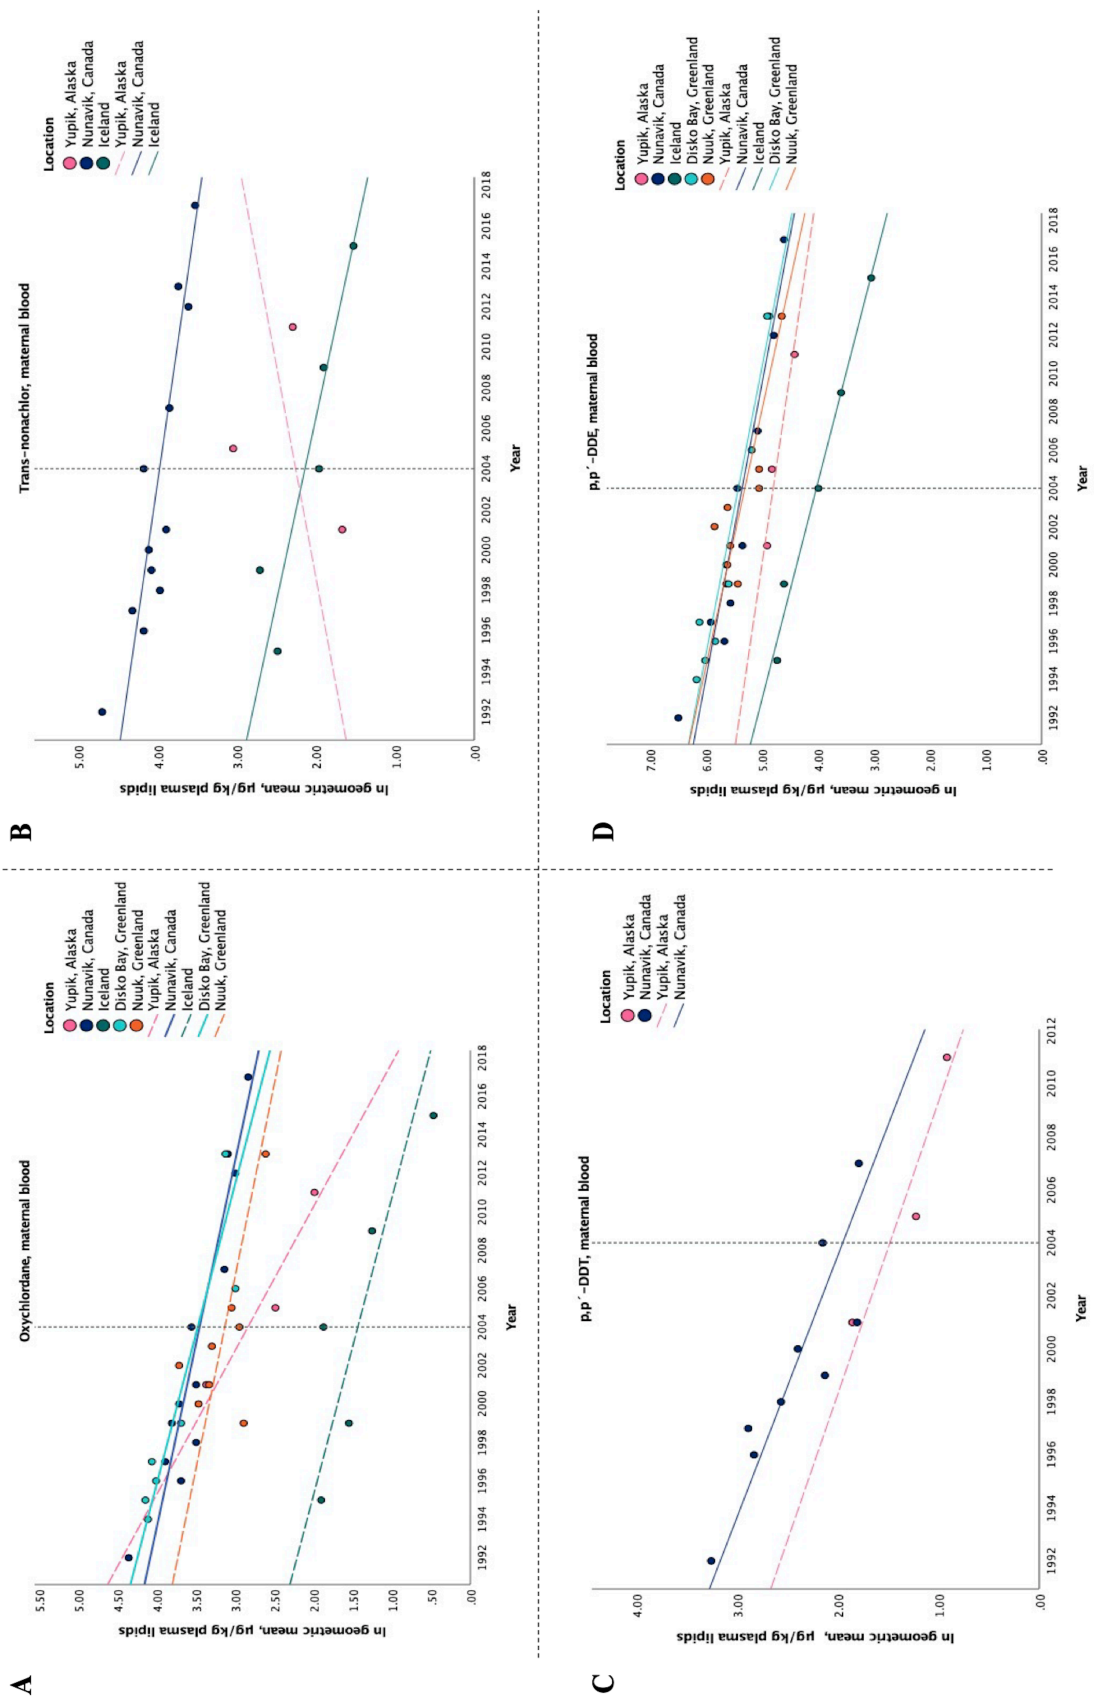 A
Oxychlordane, maternal blood
ln geometric mean, µg/kg plasma lipids
5.50
5.00
4.50
4.00
3.50
3.00
2.50
2.00
1.50
1.00
.50
.00
1992
1994
1996
1998
2000
2002
2004
2006
2008
2010
2012
2014
2016
2018
Year
Location
Yupik, Alaska
Nunavik, Canada
Iceland
Disko Bay, Greenland
Nuuk, Greenland
Yupik, Alaska
Nunavik, Canada
Iceland
Disko Bay, Greenland
Nuuk, Greenland
B
Trans-nonachlor, maternal blood
ln geometric mean, µg/kg plasma lipids
5.00
4.00
3.00
2.00
1.00
.00
1992
1994
1996
1998
2000
2002
2004
2006
2008
2010
2012
2014
2016
2018
Year
Location
Yupik, Alaska
Nunavik, Canada
Iceland
Yupik, Alaska
Nunavik, Canada
Iceland
C
p,p´-DDT, maternal blood
ln geometric mean, µg/kg plasma lipids
4.00
3.00
2.00
1.00
.00
1992
1994
1996
1998
2000
2002
2004
2006
2008
2010
2012
Year
Location
Yupik, Alaska
Nunavik, Canada
Yupik, Alaska
Nunavik, Canada
D
p,p´-DDE, maternal blood
ln geometric mean, µg/kg plasma lipids
7.00
6.00
5.00
4.00
3.00
2.00
1.00
.00
1992
1994
1996
1998
2000
2002
2004
2006
2008
2010
2012
2014
2016
2018
Year
Location
Yupik, Alaska
Nunavik, Canada
Iceland
Disko Bay, Greenland
Nuuk, Greenland
Yupik, Alaska
Nunavik, Canada
Iceland
Disko Bay, Greenland
Nuuk, Greenland